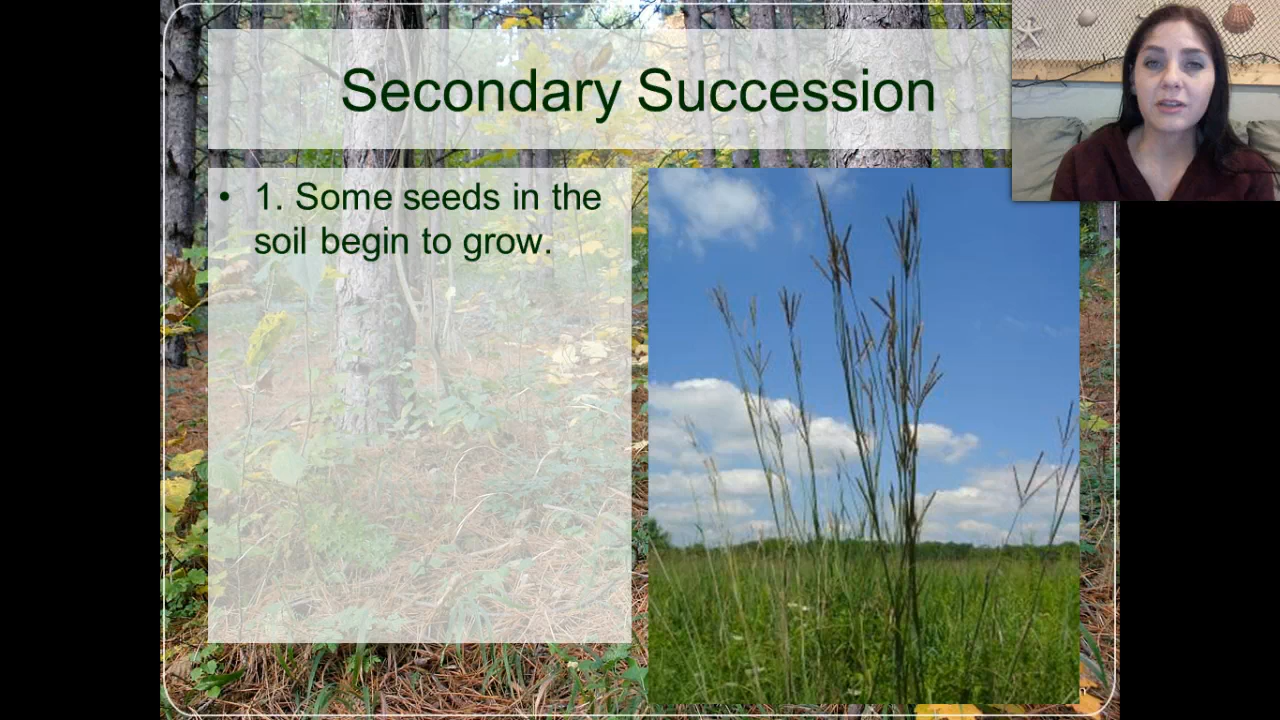 Secondary Succession
• 1. Some seeds in the
soil begin to grow.